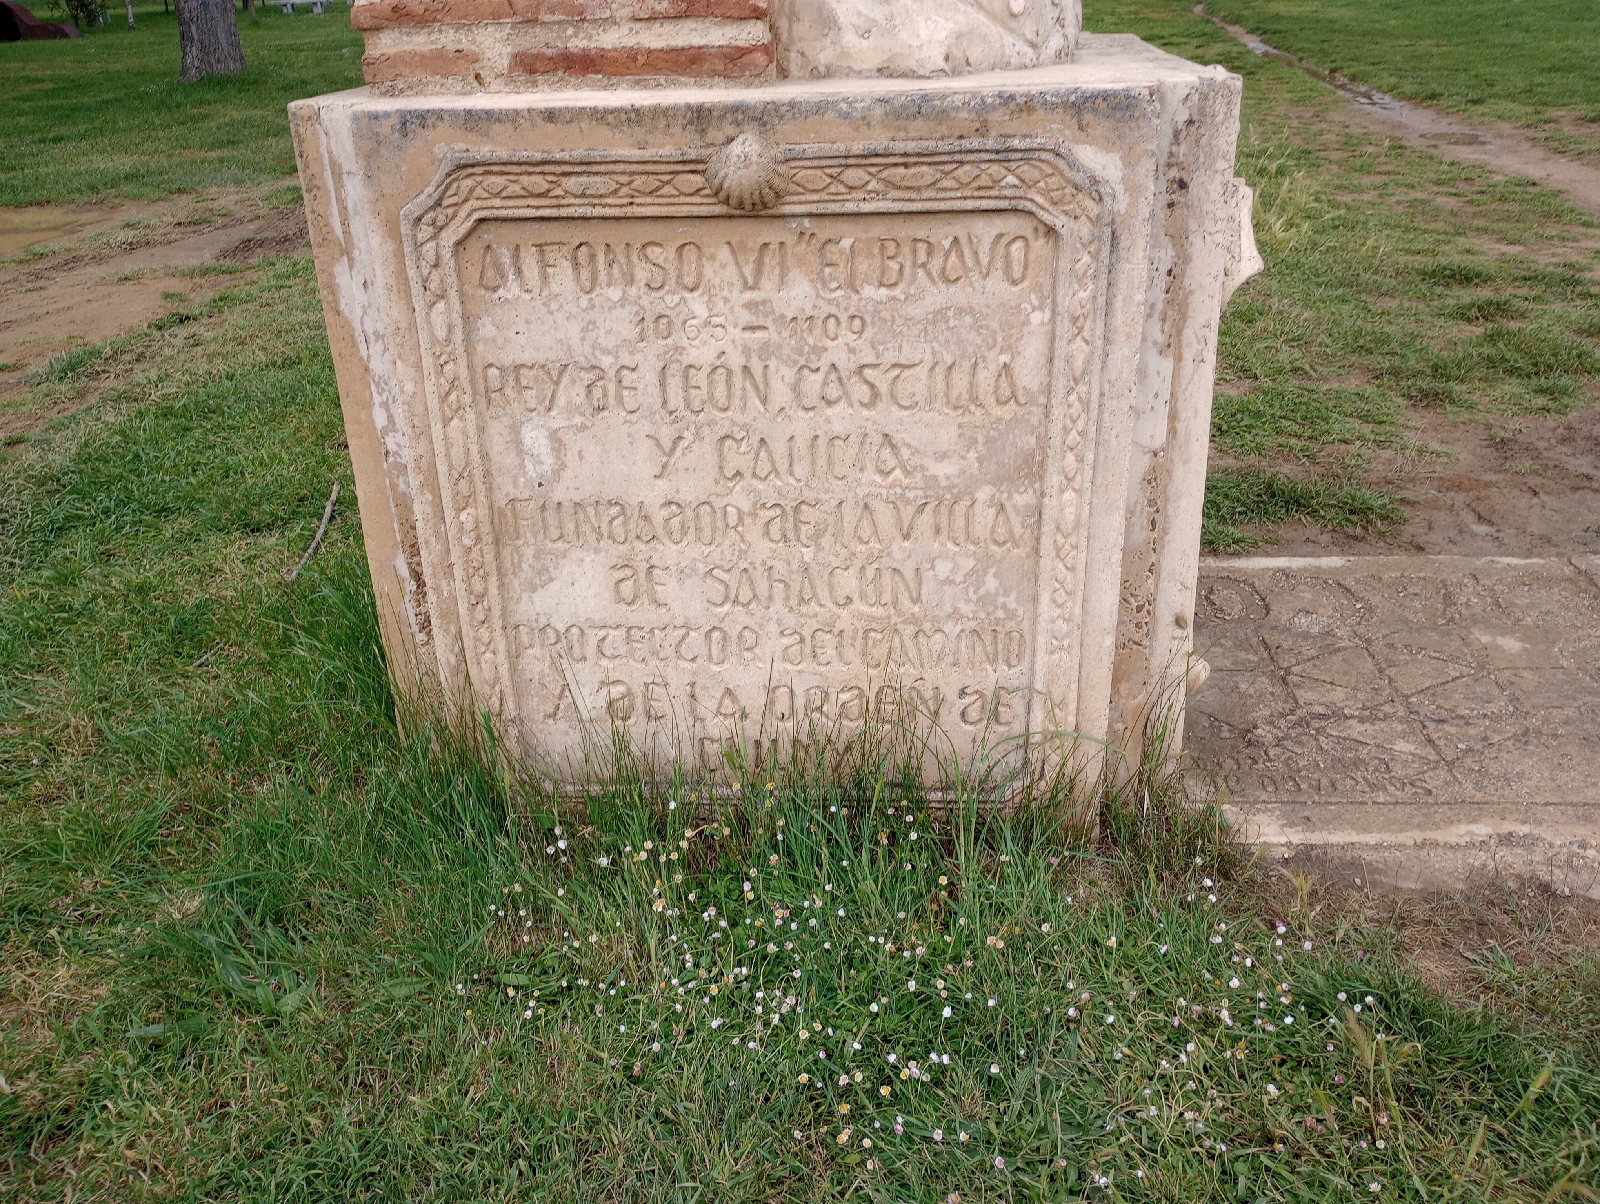 ALFONSO VI "EL BRAVO"
1065 - 1109
REY DE LEÓN, CASTILLA
Y GALICIA
FUNDADOR DE LA VILLA
DE SAHAGÚN
PROTECTOR DEL CAMINO
Y DE LA ORDEN DE
CLUNY